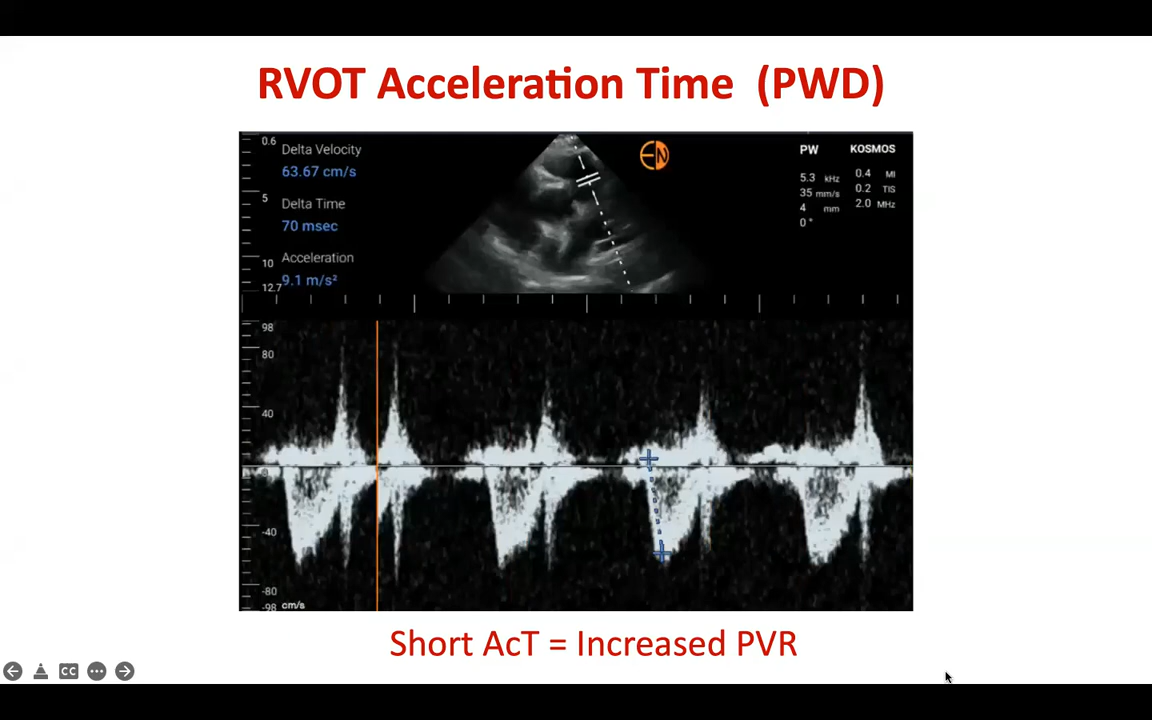 RVOT Acceleration Time (PWD)
0.6
Delta Velocity
63.67 cm/s
5
Delta Time
70 msec
10
Acceleration
12.7
9.1 m/s²
EN
PW KOSMOS
5.3 kHz 0.4 MI
35 mm/s 0.2 TIS
4 mm 2.0 MHz
0 °
98
80
40
-40
-80
-98 cm/s
Short AcT = Increased PVR
CC